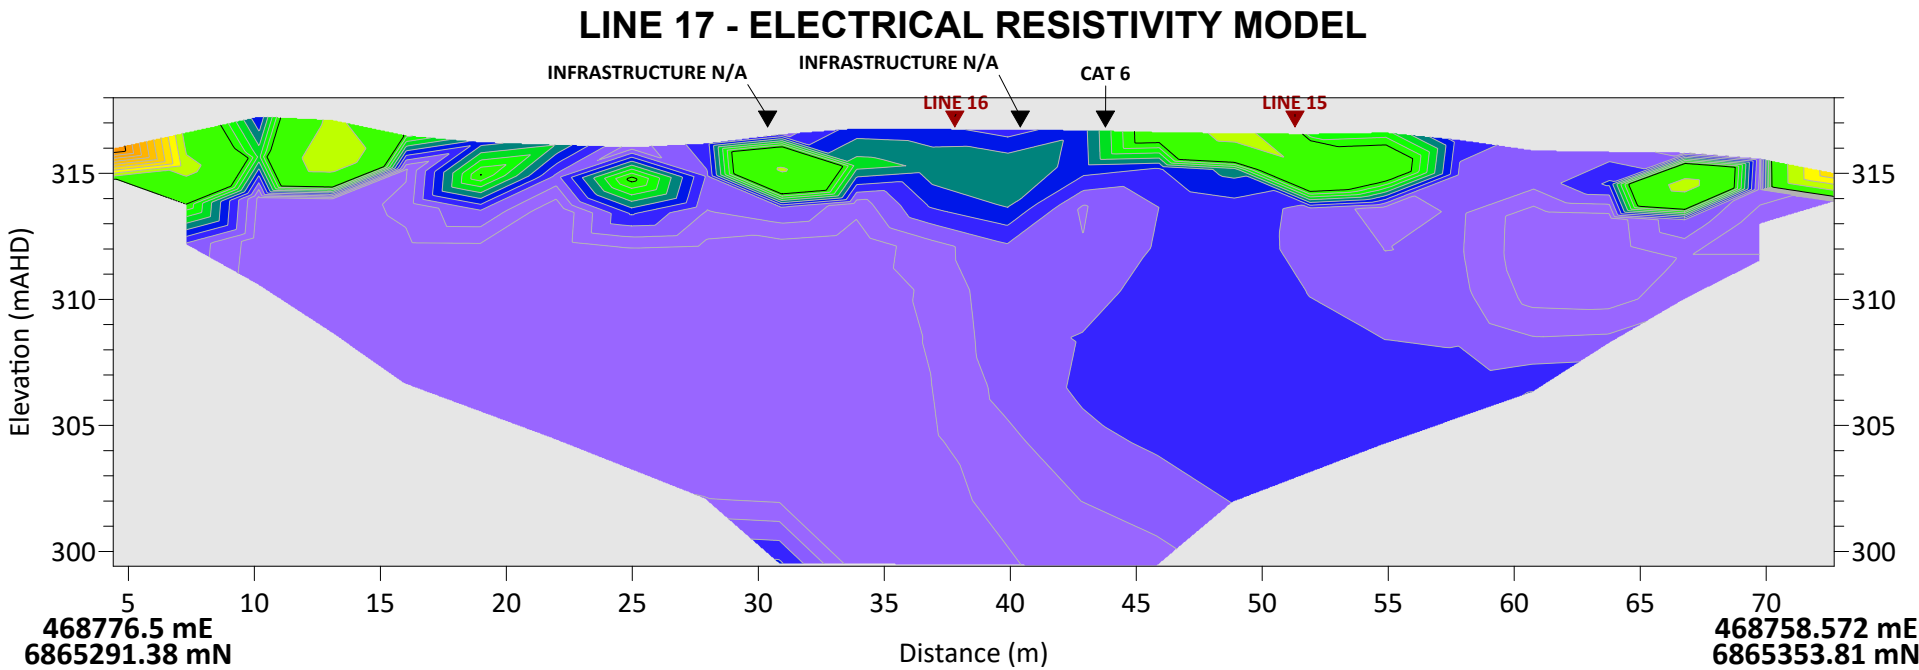 LINE 17 - ELECTRICAL RESISTIVITY MODEL
INFRASTRUCTURE N/A
INFRASTRUCTURE N/A
CAT 6
LINE 16
LINE 15
Elevation (mAHD)
315
310
305
300
315
310
305
300
5 10 15 20 25 30 35 40 45 50 55 60 65 70
468776.5 mE
6865291.38 mN
Distance (m)
468758.572 mE
6865353.81 mN